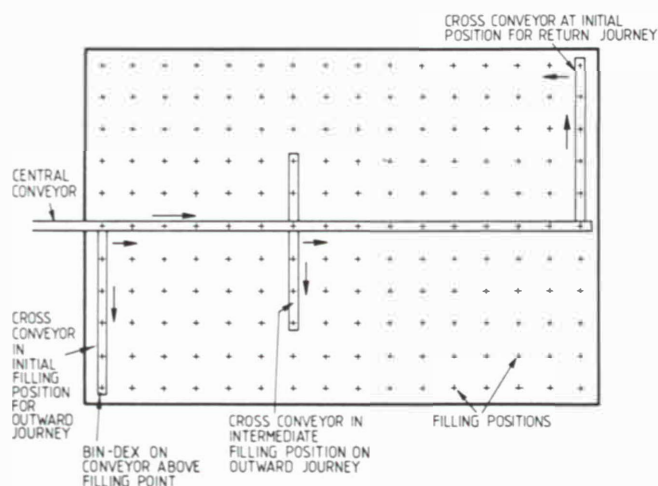 CROSS CONVEYOR AT INITIAL
POSITION FOR RETURN JOURNEY
CENTRAL
CONVEYOR
CROSS
CONVEYOR
IN
INITIAL
FILLING
POSITION
FOR
OUTWARD
JOURNEY
BIN-DEX ON
CONVEYOR ABOVE
FILLING POINT
CROSS CONVEYOR IN
INTERMEDIATE
FILLING POSITION ON
OUTWARD JOURNEY
FILLING POSITIONS